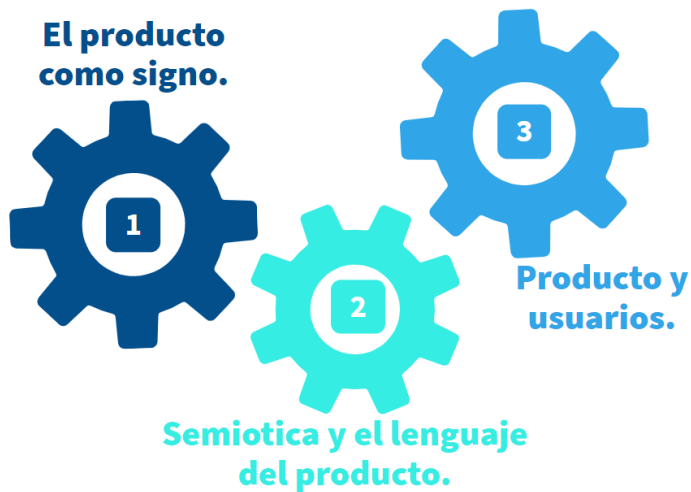 El producto
como signo.
1
2
Semiotica y el lenguaje
del producto.
3
Producto y
usuarios.